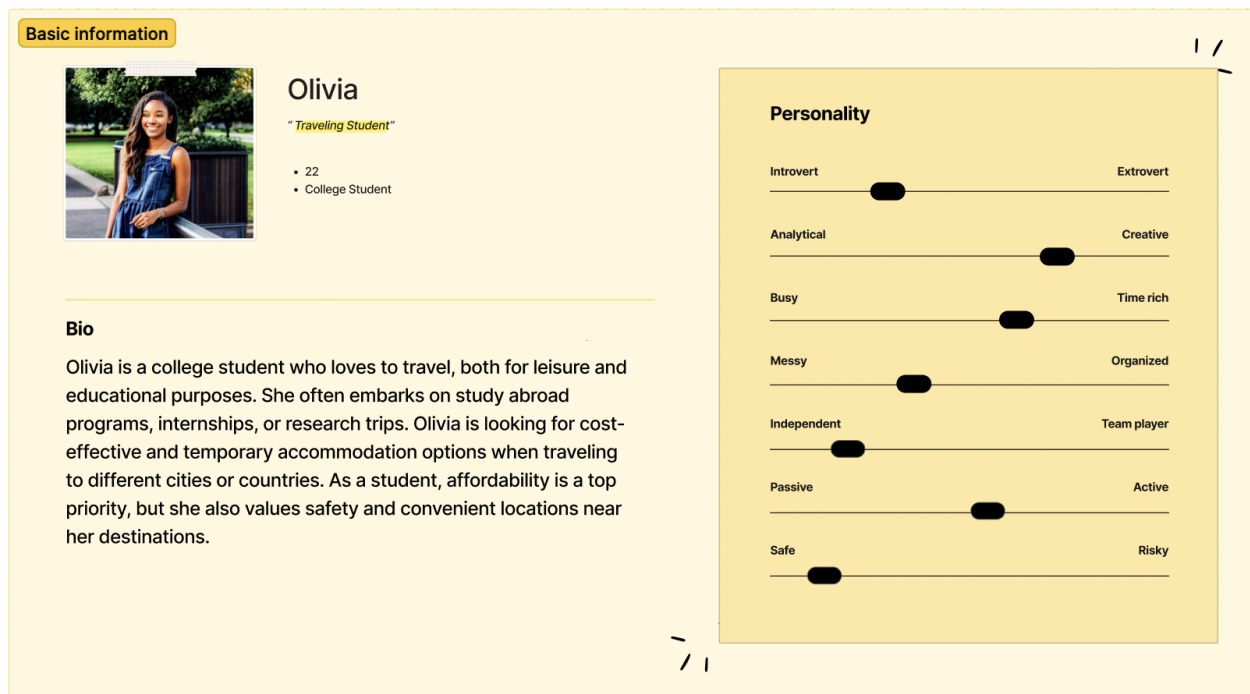 Basic information
Olivia
“ Traveling Student”
• 22
• College Student
Bio
Olivia is a college student who loves to travel, both for leisure and
educational purposes. She often embarks on study abroad
programs, internships, or research trips. Olivia is looking for cost-
effective and temporary accommodation options when traveling
to different cities or countries. As a student, affordability is a top
priority, but she also values safety and convenient locations near
her destinations.
Personality
Introvert Extrovert
Analytical Creative
Busy Time rich
Messy Organized
Independent Team player
Passive Active
Safe Risky